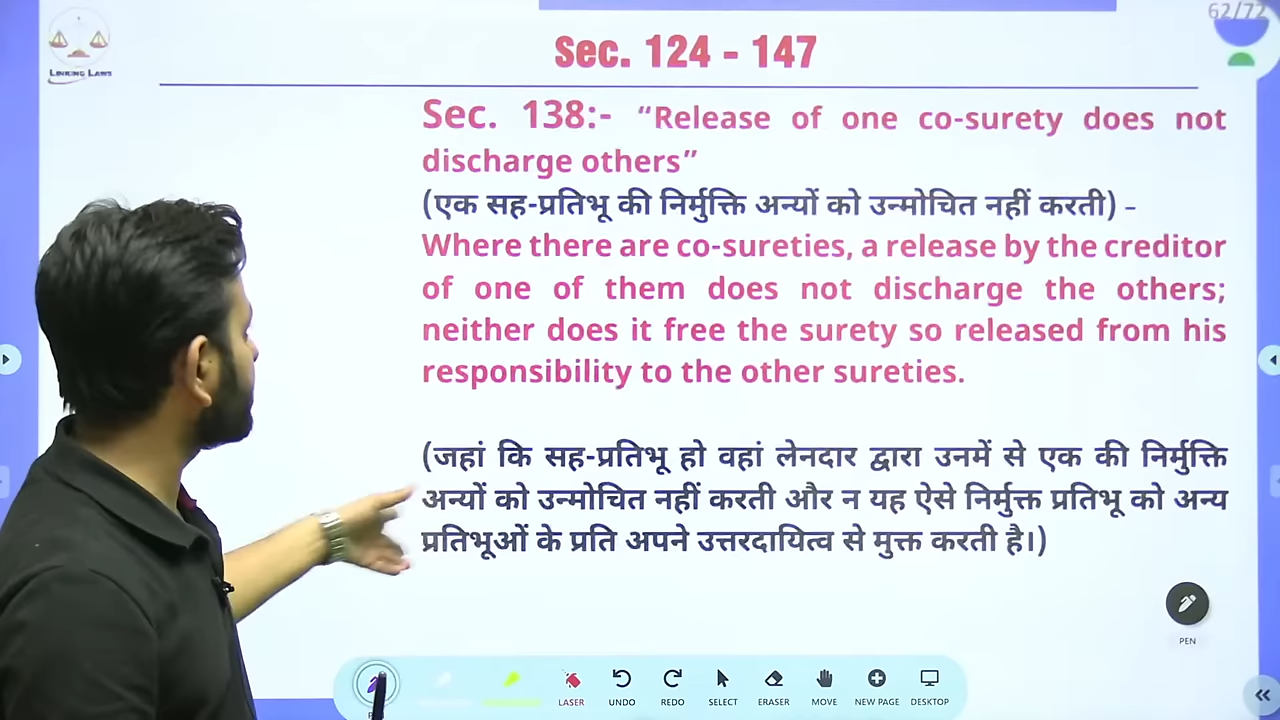 62/72
LINKING LAWS
Sec. 124 - 147
Sec. 138:- “Release of one co-surety does not
discharge others”
(एक सह-प्रतिभू की निर्मुक्ति अन्यों को उन्मोचित नहीं करती) –
Where there are co-sureties, a release by the creditor
of one of them does not discharge the others;
neither does it free the surety so released from his
responsibility to the other sureties.
(जहां कि सह-प्रतिभू हो वहां लेनदार द्वारा उनमें से एक की निर्मुक्ति
अन्यों को उन्मोचित नहीं करती और न यह ऐसे निर्मुक्त प्रतिभू को अन्य
प्रतिभूओं के प्रति अपने उत्तरदायित्व से मुक्त करती है।)
PEN
LASER
UNDO
REDO
SELECT
ERASER
MOVE
NEW PAGE
DESKTOP